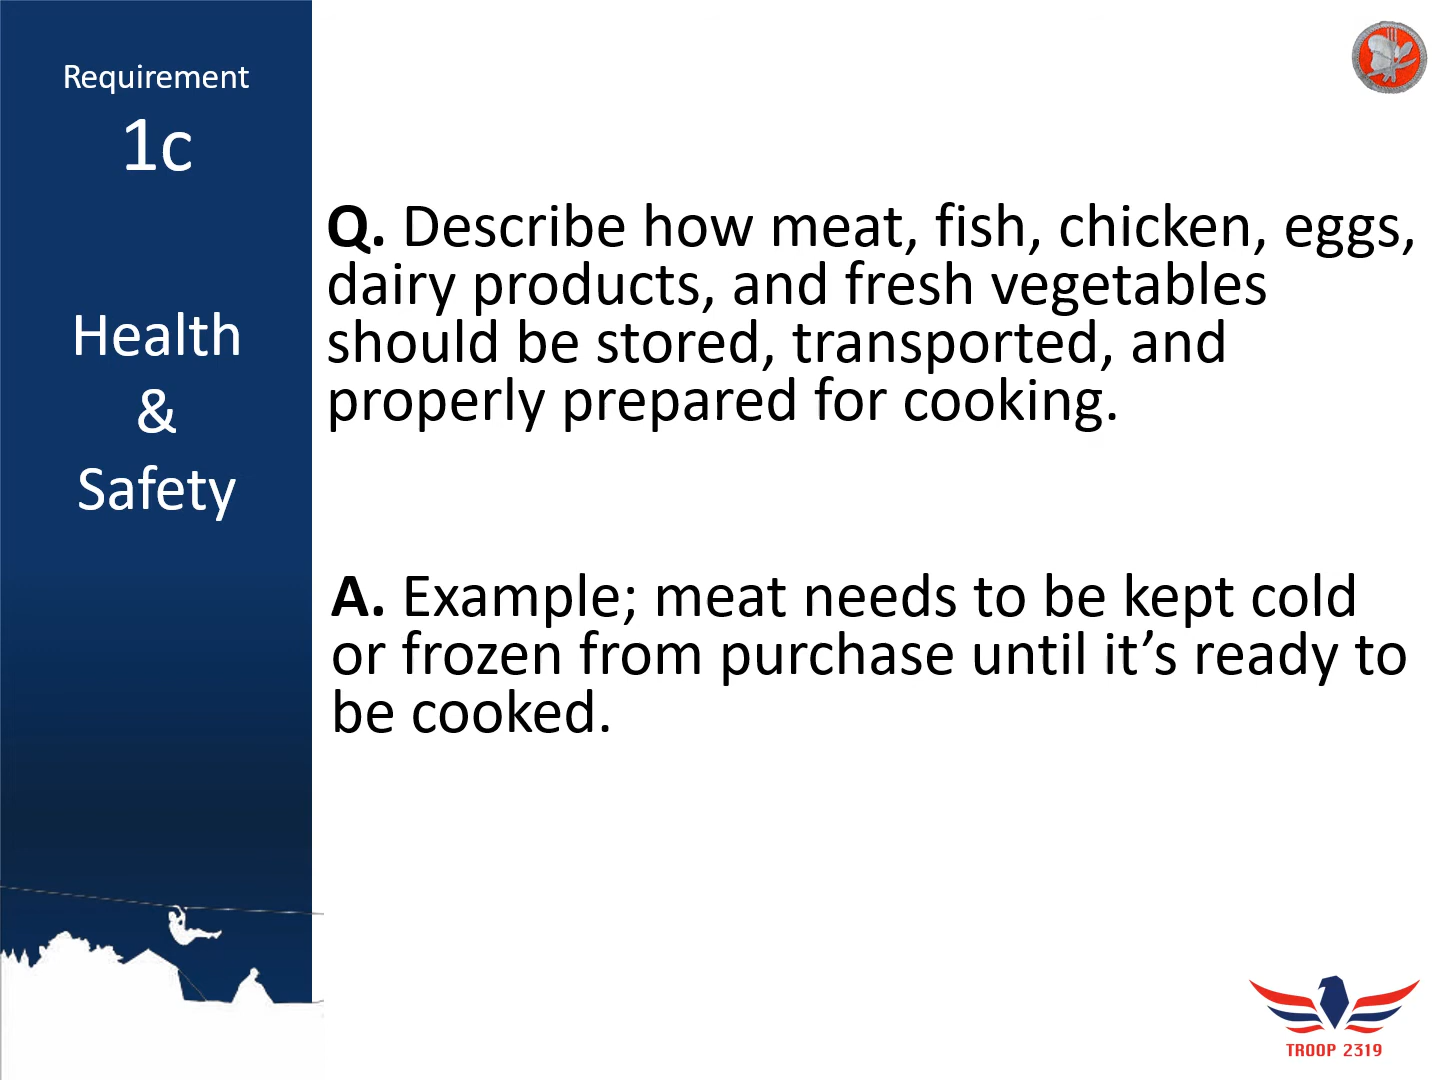 Requirement
1c
Health
&
Safety
Q. Describe how meat, fish, chicken, eggs,
dairy products, and fresh vegetables
should be stored, transported, and
properly prepared for cooking.
A. Example; meat needs to be kept cold
or frozen from purchase until it’s ready to
be cooked.
TROOP 2319